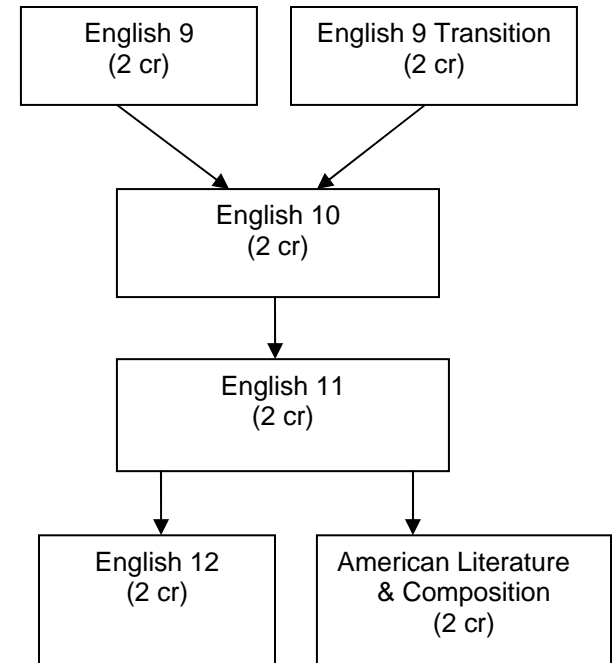 English 9
(2 cr)
English 9 Transition
(2 cr)
English 10
(2 cr)
English 11
(2 cr)
English 12
(2 cr)
American Literature
& Composition
(2 cr)